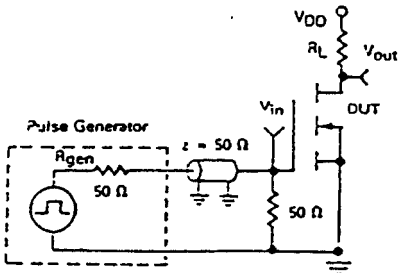 VDD
RL
Vout
DUT
Vin
Pulse Generator
Rgen
50 Ω
z = 50 Ω
50 Ω